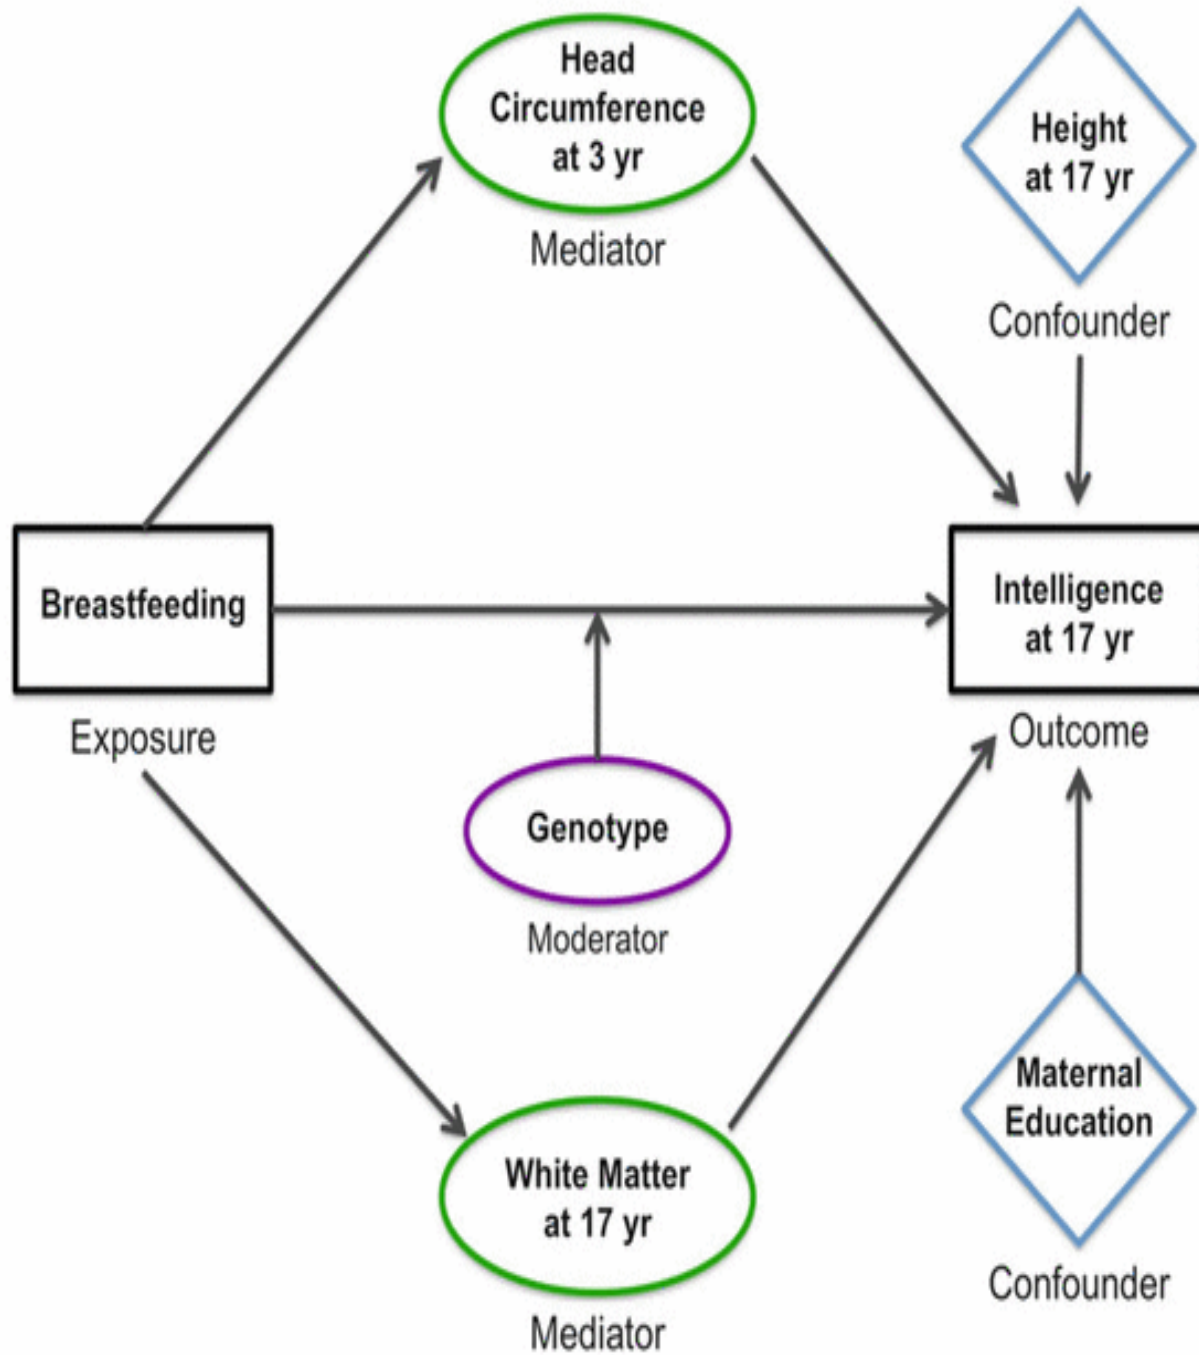 Head
Circumference
at 3 yr
Mediator
Height
at 17 yr
Confounder
Breastfeeding
Exposure
Intelligence
at 17 yr
Outcome
Genotype
Moderator
Maternal
Education
Confounder
White Matter
at 17 yr
Mediator